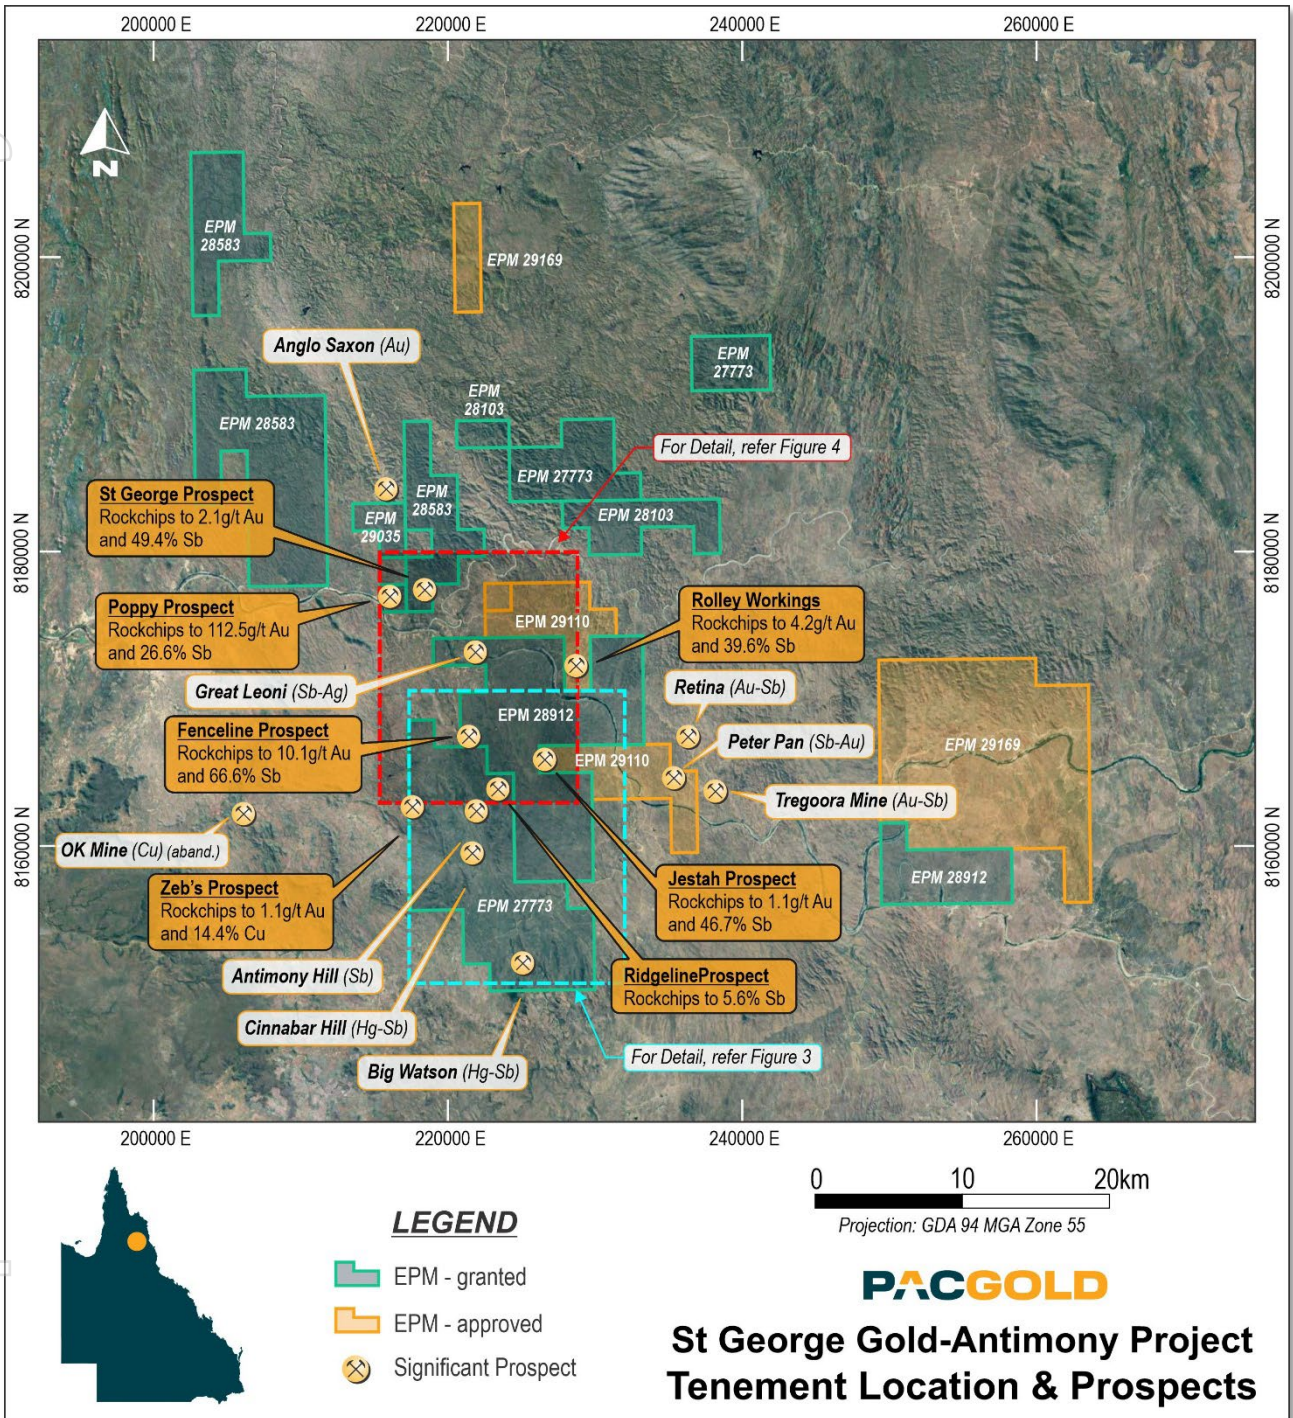 200000 E
220000 E
240000 E
260000 E
8200000 N
8200000 N
N
EPM
28583
EPM 29169
Anglo Saxon (Au)
EPM
27773
EPM
28103
EPM 28583
For Detail, refer Figure 4
EPM 27773
St George Prospect
Rockchips to 2.1g/t Au
and 49.4% Sb
EPM
28583
EPM
29035
EPM 28103
8180000 N
8180000 N
Poppy Prospect
Rockchips to 112.5g/t Au
and 26.6% Sb
EPM 29110
Rolley Workings
Rockchips to 4.2g/t Au
and 39.6% Sb
Great Leoni (Sb-Ag)
Retina (Au-Sb)
EPM 28912
Fenceline Prospect
Rockchips to 10.1g/t Au
and 66.6% Sb
EPM 29110
Peter Pan (Sb-Au)
EPM 29169
Tregoora Mine (Au-Sb)
OK Mine (Cu) (aband.)
8160000 N
8160000 N
Zeb's Prospect
Rockchips to 1.1g/t Au
and 14.4% Cu
EPM 27773
Jestah Prospect
Rockchips to 1.1g/t Au
and 46.7% Sb
EPM 28912
Antimony Hill (Sb)
RidgelineProspect
Rockchips to 5.6% Sb
Cinnabar Hill (Hg-Sb)
Big Watson (Hg-Sb)
For Detail, refer Figure 3
200000 E
220000 E
240000 E
260000 E
LEGEND
EPM - granted
EPM - approved
Significant Prospect
0
10
20km
Projection: GDA 94 MGA Zone 55
PACGOLD
St George Gold-Antimony Project
Tenement Location & Prospects